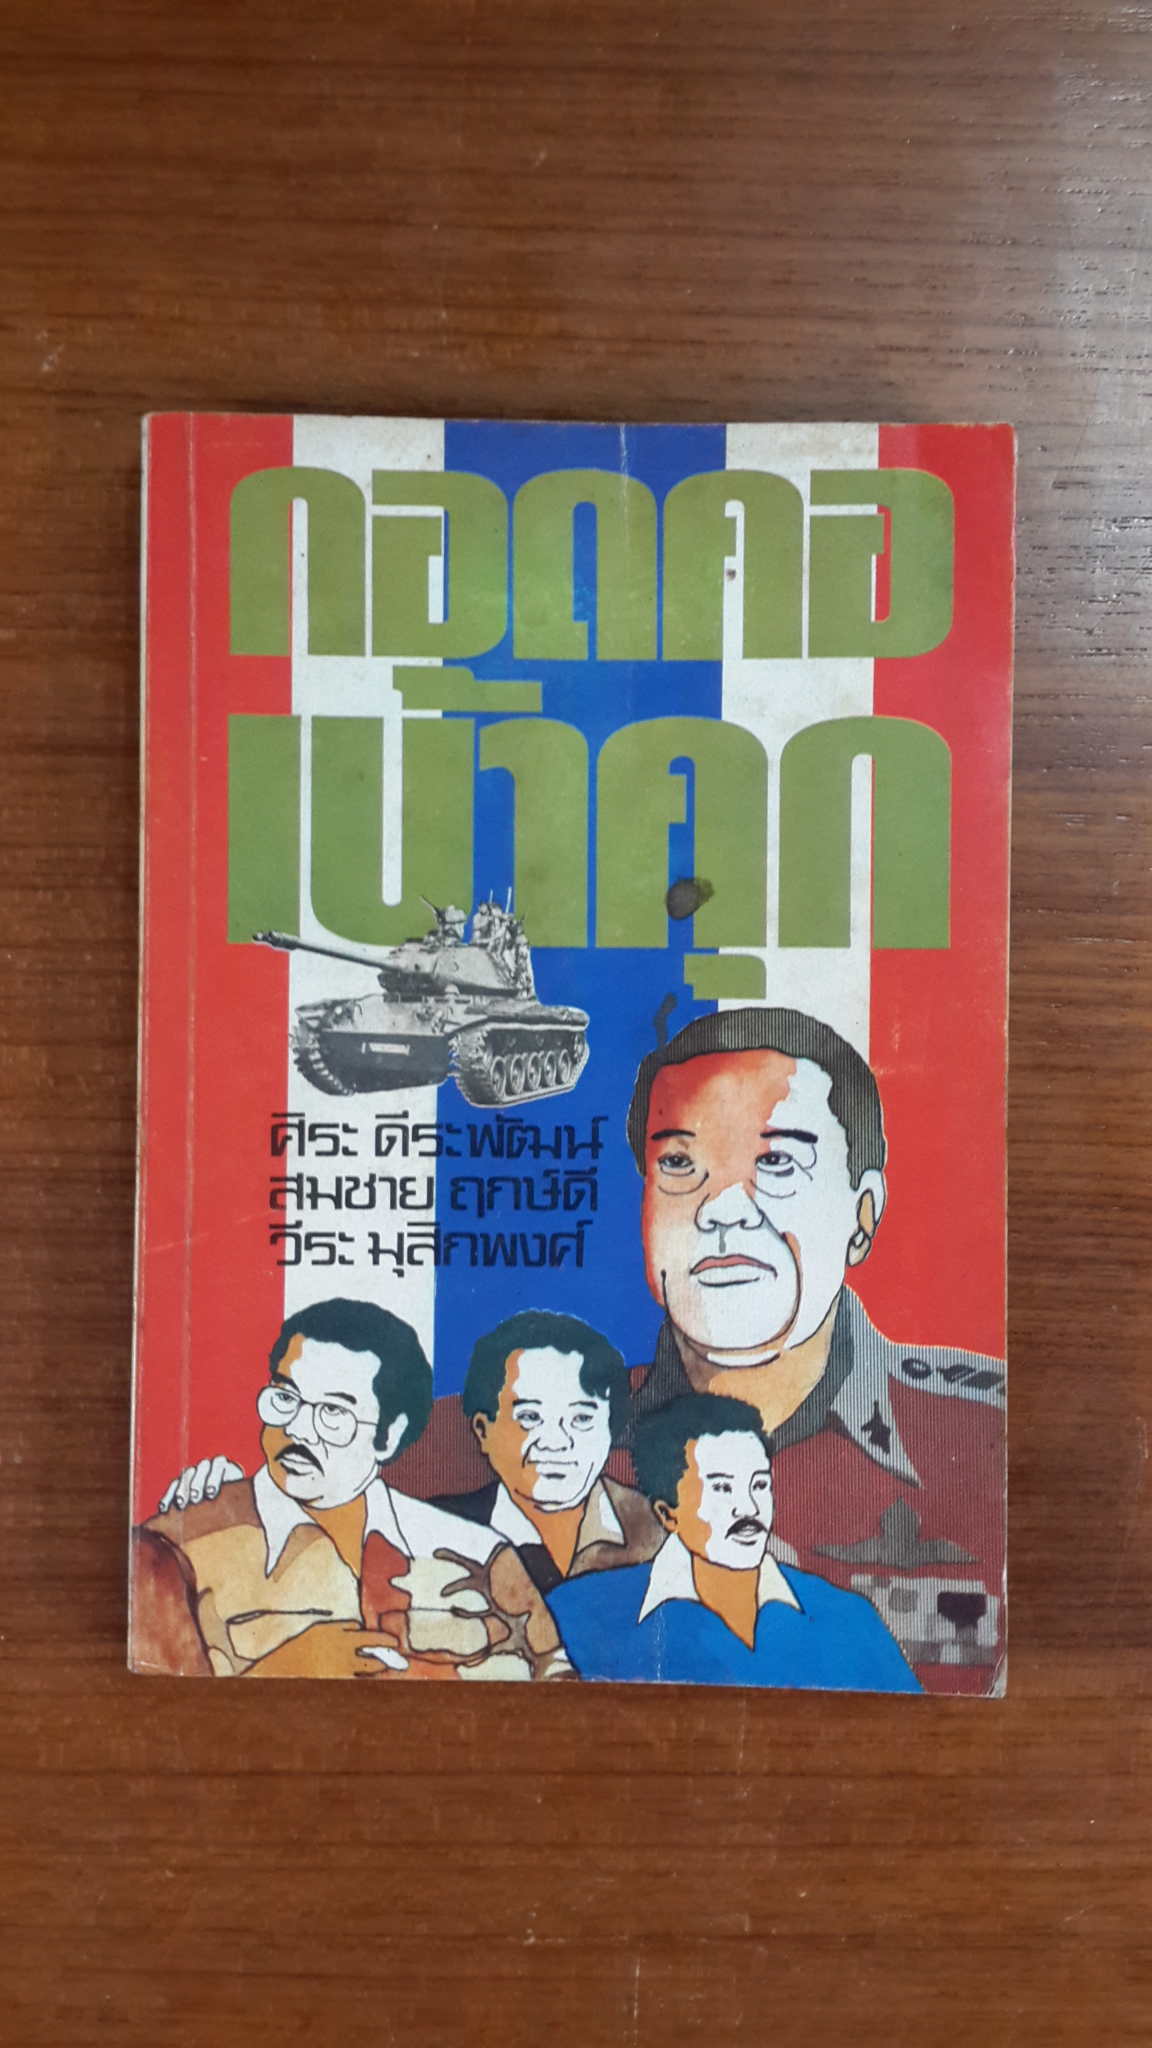 กอดคอ
เข้าคุก
ศิระ ตีระพัฒน์
สมชาย ฤกษ์ดี
วีระ มุสิกพงศ์